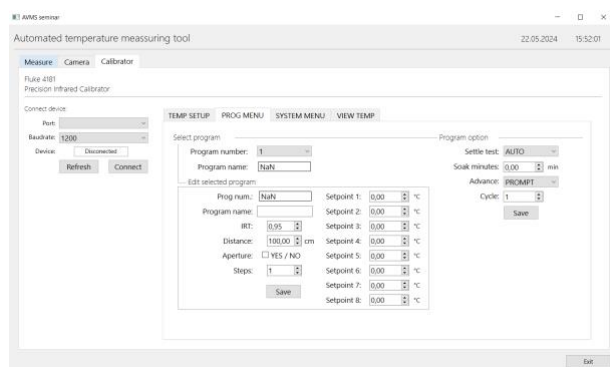 AVMS seminar
Automated temperature meassuring tool 22.05.2024 15:52:01
Measure Camera Calibrator
Fluke 4181
Precision Infrared Calibrator
Connect device:
Port:
Baudrate: 1200
Device: Disconnected
Refresh Connect
TEMP SETUP PROG MENU SYSTEM MENU VIEW TEMP
Select program
Program number: 1
Program name: NaN
Edit selected program
Prog num.: NaN
Program name:
IRT: 0,95
Distance: 100,00 cm
Aperture: YES / NO
Steps: 1
Save
Setpoint 1: 0,00 °C
Setpoint 2: 0,00 °C
Setpoint 3: 0,00 °C
Setpoint 4: 0,00 °C
Setpoint 5: 0,00 °C
Setpoint 6: 0,00 °C
Setpoint 7: 0,00 °C
Setpoint 8: 0,00 °C
Program option
Settle test: AUTO
Soak minutes: 0,00 min
Advance: PROMPT
Cycle: 1
Save
Exit